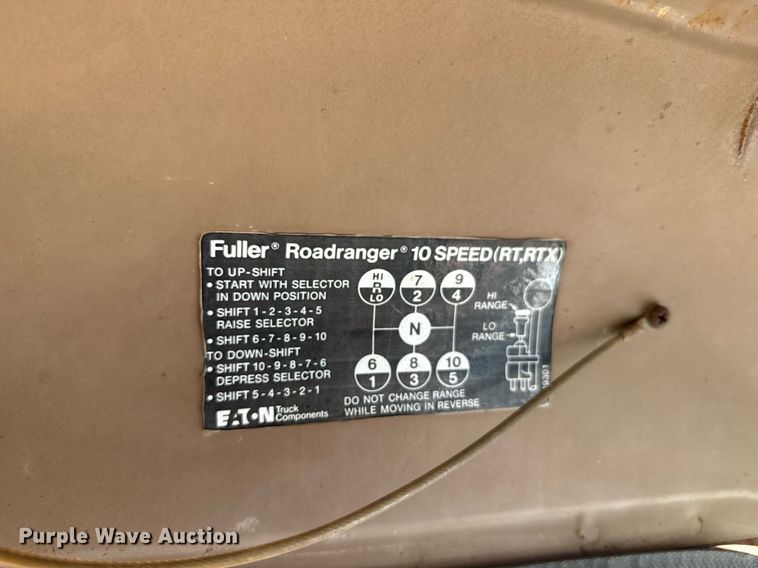 Fuller® Roadranger® 10 SPEED (RT,RTX)
TO UP-SHIFT
• START WITH SELECTOR
IN DOWN POSITION
• SHIFT 1-2-3-4-5
RAISE SELECTOR
• SHIFT 6-7-8-9-10
TO DOWN-SHIFT
• SHIFT 10-9-8-7-6
DEPRESS SELECTOR
• SHIFT 5-4-3-2-1
EATON Truck
Components
HI
R
LO
7
2
9
4
N
6
1
8
3
10
5
HI
RANGE
LO
RANGE
DO NOT CHANGE RANGE
WHILE MOVING IN REVERSE
19301
Purple Wave Auction®